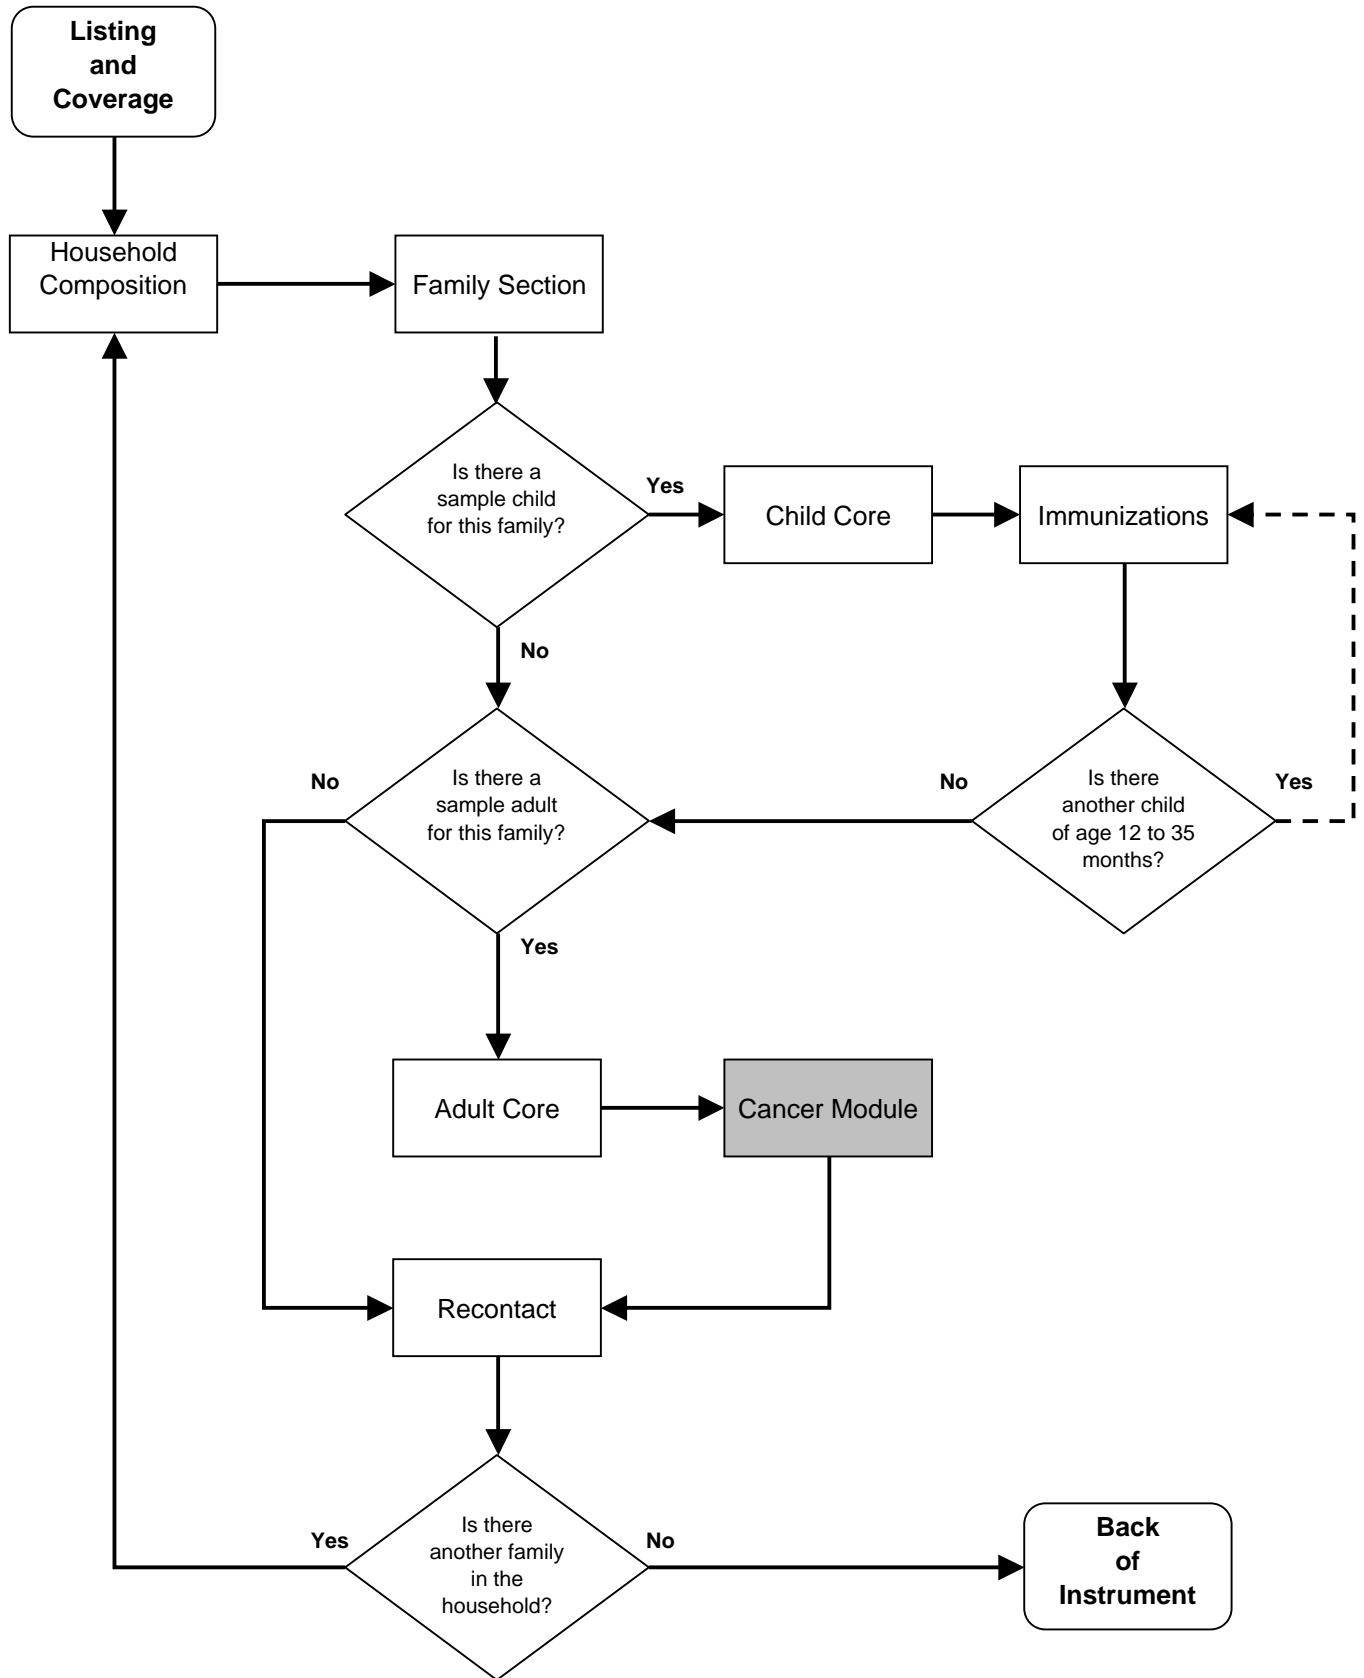 Listing
and
Coverage
Household
Composition
Family Section
Is there a
sample child
for this family?
Yes
Child Core
Immunizations
No
Is there a
sample adult
for this family?
No
No
Is there
another child
of age 12 to 35
months?
Yes
Yes
Adult Core
Cancer Module
Recontact
Is there
another family
in the
household?
Yes
No
Back
of
Instrument